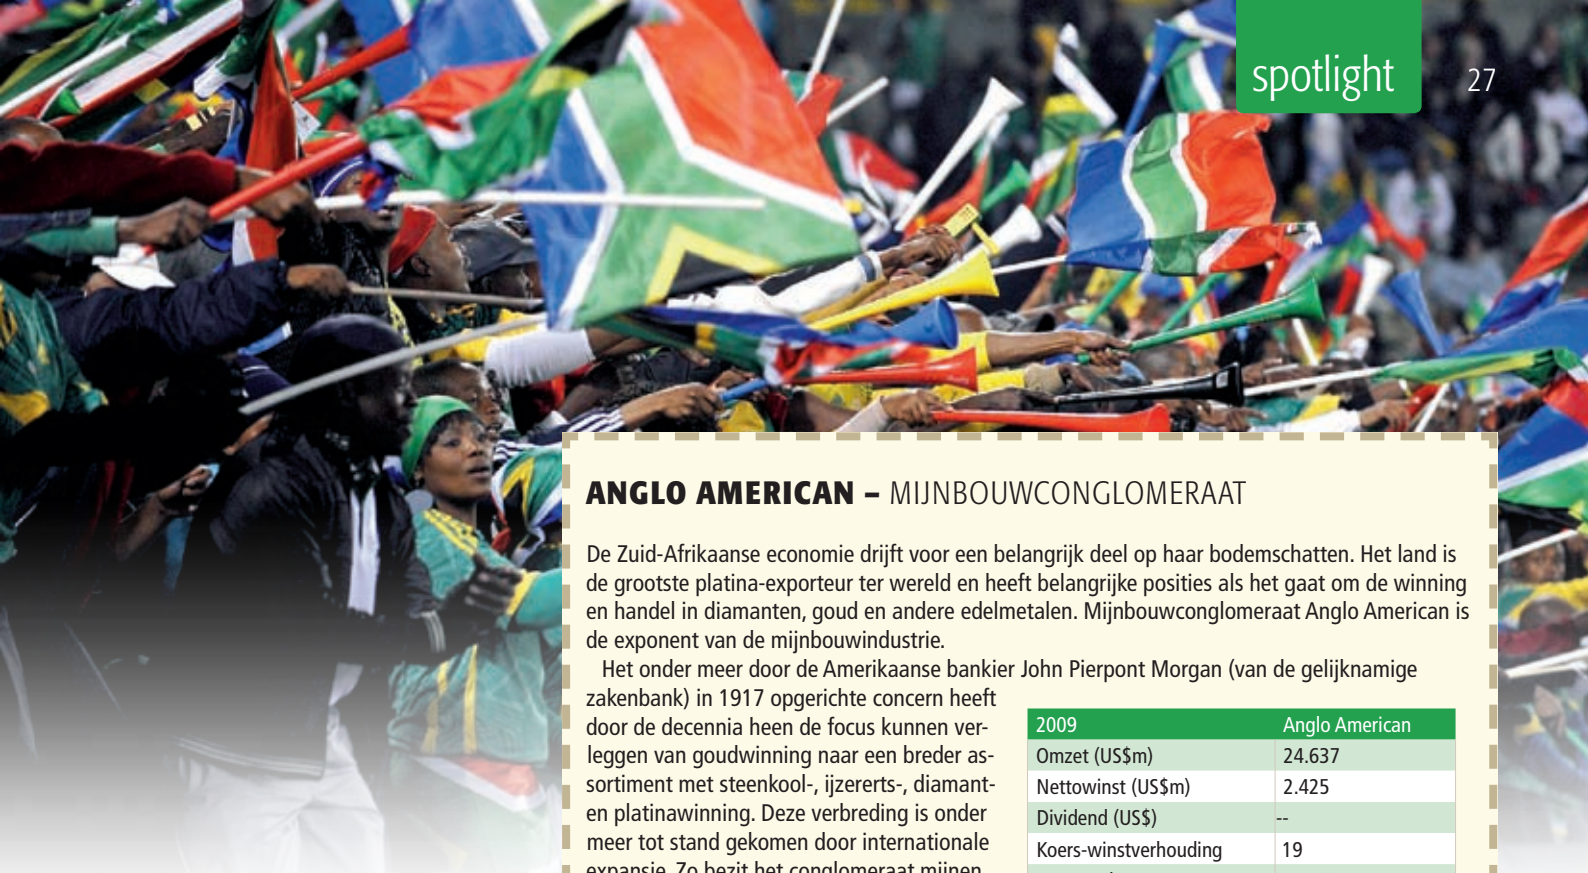 spotlight 27
ANGLO AMERICAN – MIJNBOUWCONGLOMERAAT
De Zuid-Afrikaanse economie drijft voor een belangrijk deel op haar bodemschatten. Het land is
de grootste platina-exporteur ter wereld en heeft belangrijke posities als het gaat om de winning
en handel in diamanten, goud en andere edelmetalen. Mijnbouwconglomeraat Anglo American is
de exponent van de mijnbouwindustrie.
Het onder meer door de Amerikaanse bankier John Pierpont Morgan (van de gelijknamige
zakenbank) in 1917 opgerichte concern heeft
door de decennia heen de focus kunnen ver-
leggen van goudwinning naar een breder as-
sortiment met steenkool-, ijzererts-, diamant-
en platinawinning. Deze verbreding is onder
meer tot stand gekomen door internationale
expansie. Zo bezit het conglomeraat mijnen
2009 Anglo American
Omzet (US$m) 24.637
Nettowinst (US$m) 2.425
Dividend (US$) --
Koers-winstverhouding 19